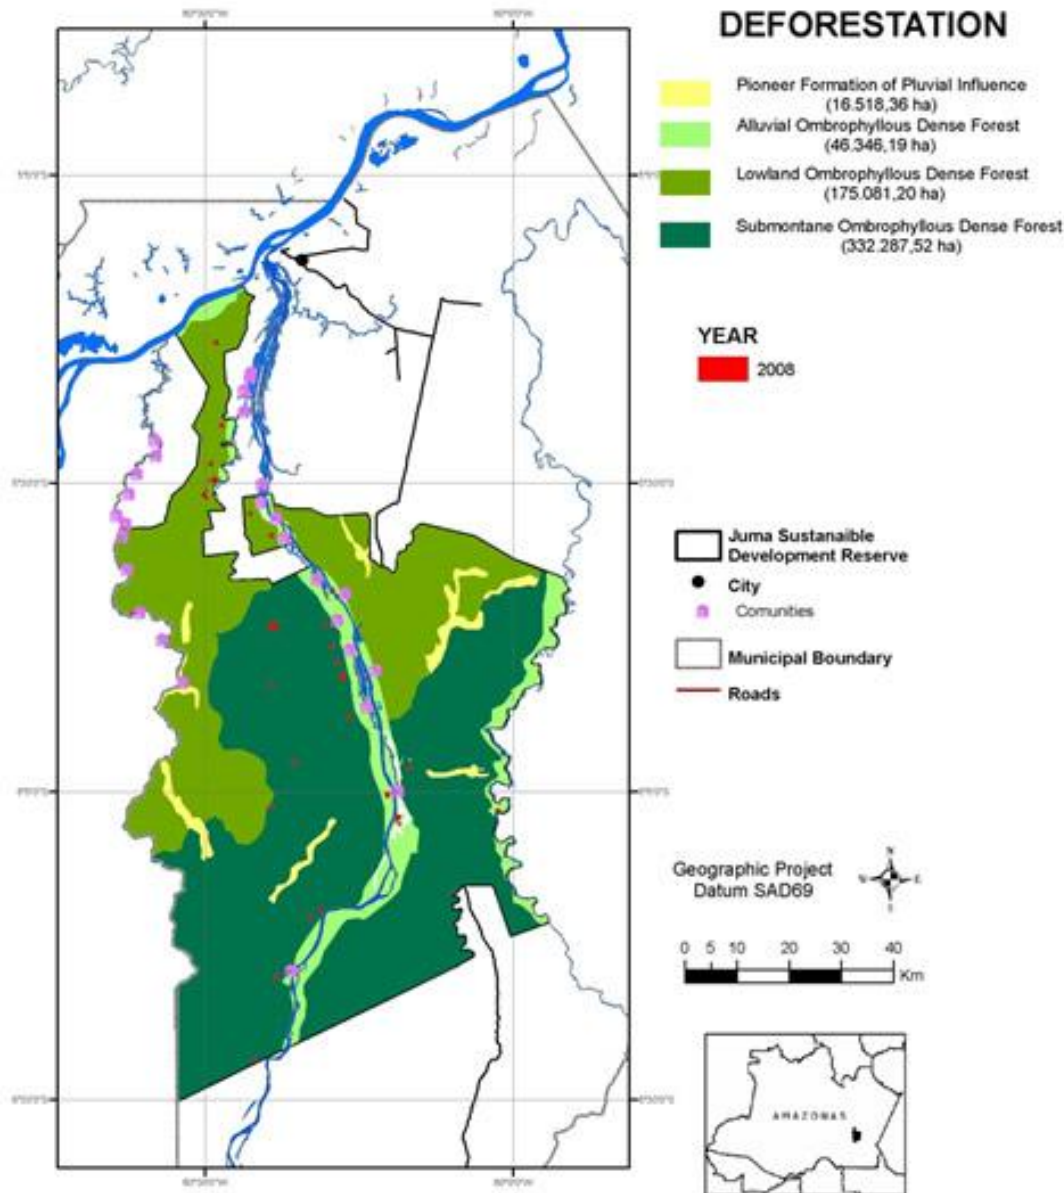 DEFORESTATION
Pioneer Formation of Pluvial Influence
(16.518,36 ha)
Alluvial Ombrophyllous Dense Forest
(46.346,19 ha)
Lowland Ombrophyllous Dense Forest
(175.081,20 ha)
Submontane Ombrophyllous Dense Forest
(332.287,52 ha)
YEAR
2008
Juma Sustanaible
Development Reserve
City
Comunities
Municipal Boundary
Roads
Geographic Project
Datum SAD69
N
W
E
0 5 10 20 30 40
Km
AMAZONAS